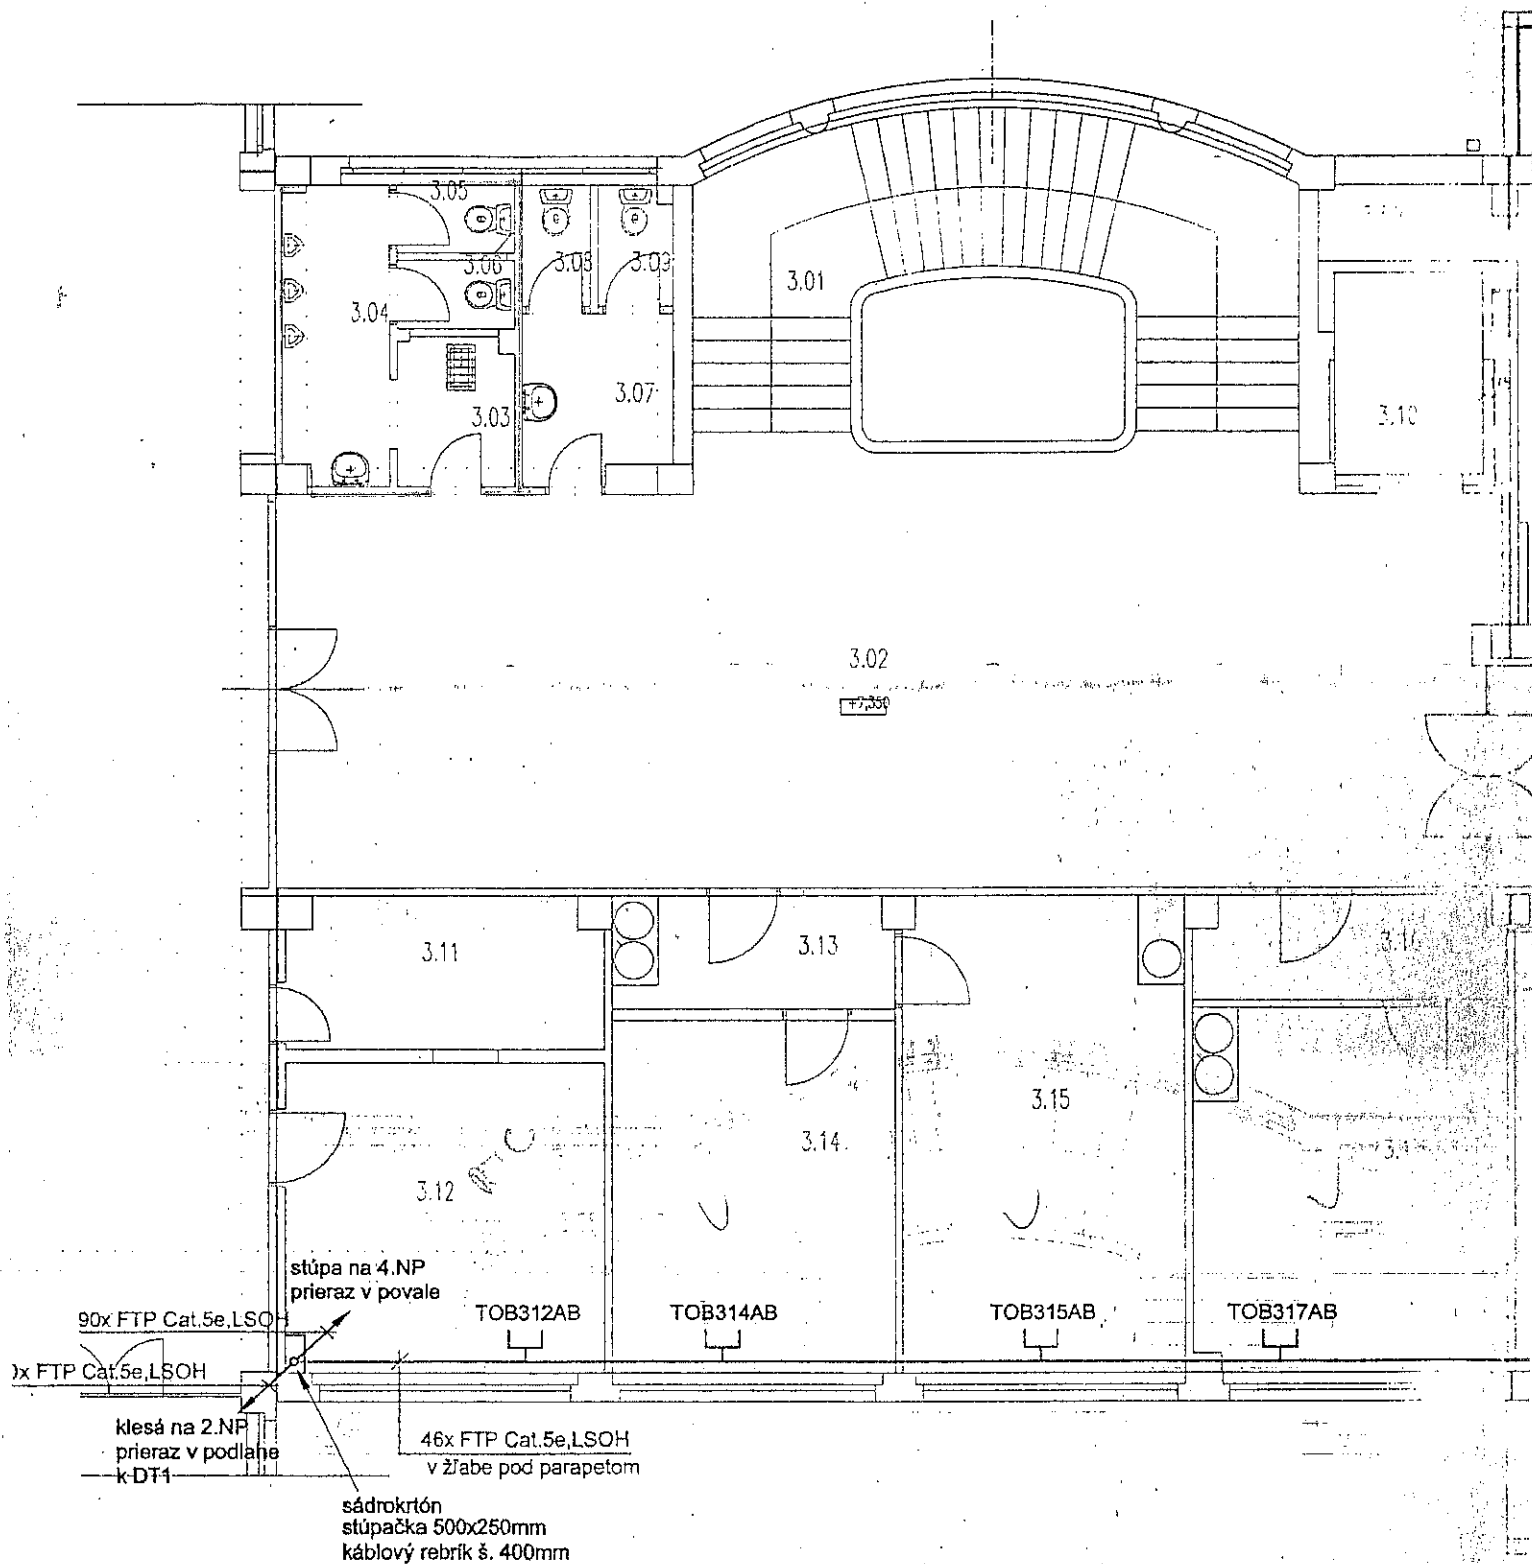 3.05
3.06
3.08
3.09
3.01
3.04
3.07
3.03
3.10
3.02
+7,350
3.11
3.13
3.15
3.14
3.12
stúpa na 4.NP
prieraz v povale
90x FTP Cat.5e,LSOH
TOB312AB
TOB314AB
TOB315AB
TOB317AB
x FTP Cat.5e,LSOH
klesá na 2.NP
prieraz v podlahe
k DT1
46x FTP Cat.5e,LSOH
v žľabe pod parapetom
sádrokrtón
stúpačka 500x250mm
káblový rebrík š. 400mm